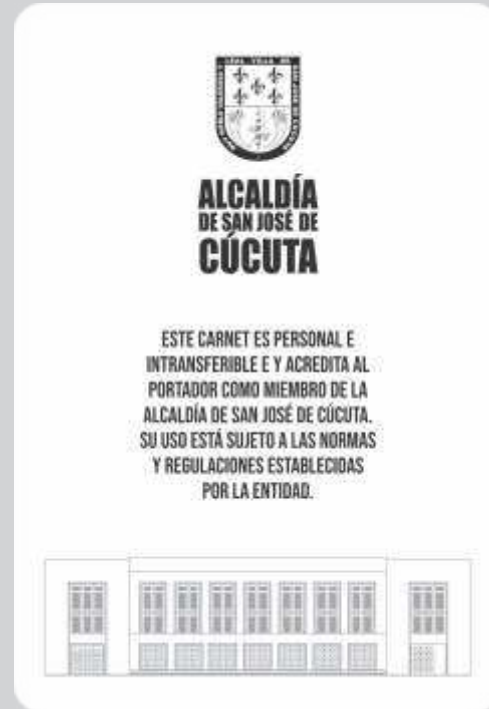 ALCALDÍA
DE SAN JOSÉ DE
CÚCUTA
ESTE CARNET ES PERSONAL E
INTRANSFERIBLE E Y ACREDITA AL
PORTADOR COMO MIEMBRO DE LA
ALCALDÍA DE SAN JOSÉ DE CÚCUTA.
SU USO ESTÁ SUJETO A LAS NORMAS
Y REGULACIONES ESTABLECIDAS
POR LA ENTIDAD.